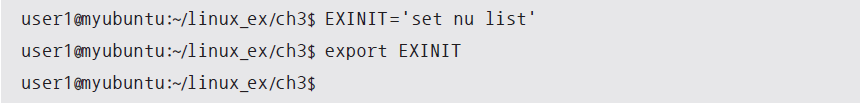 user1@myubuntu:~/linux_ex/ch3$ EXINIT='set nu list'
user1@myubuntu:~/linux_ex/ch3$ export EXINIT
user1@myubuntu:~/linux_ex/ch3$